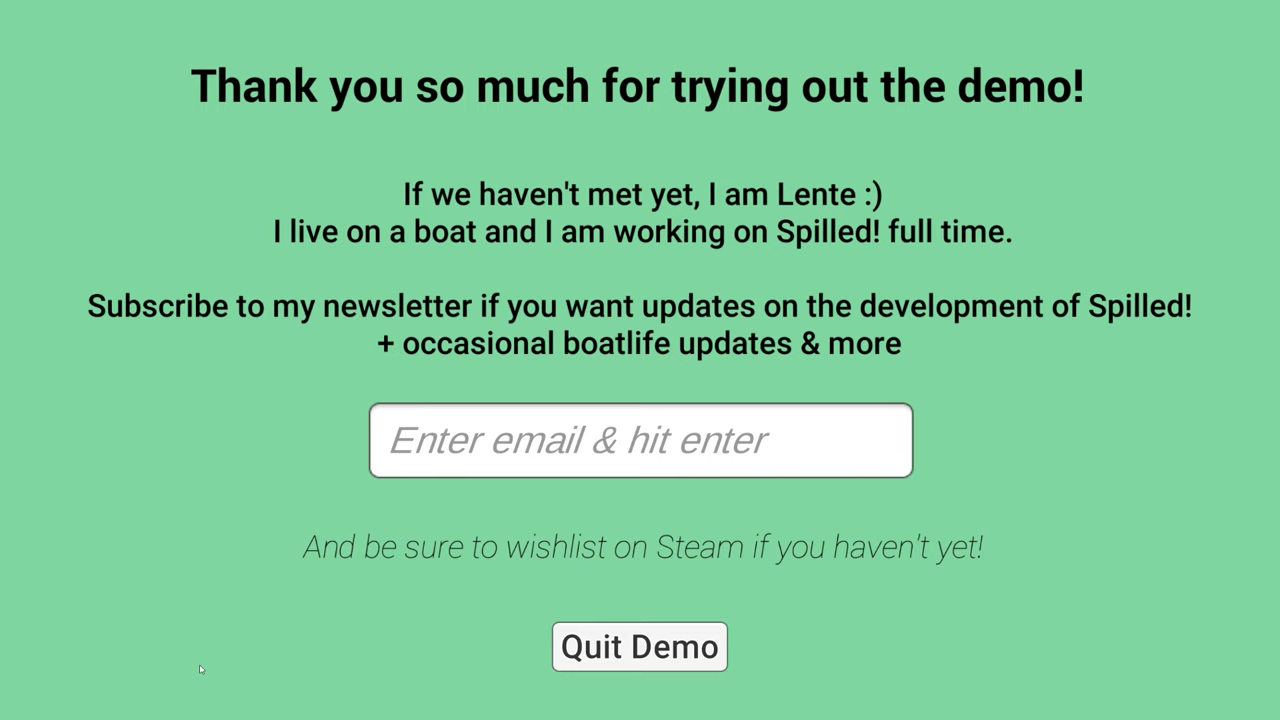 Thank you so much for trying out the demo!
If we haven't met yet, I am Lente :)
I live on a boat and I am working on Spilled! full time.
Subscribe to my newsletter if you want updates on the development of Spilled!
+ occasional boatlife updates & more
Enter email & hit enter
And be sure to wishlist on Steam if you haven't yet!
Quit Demo